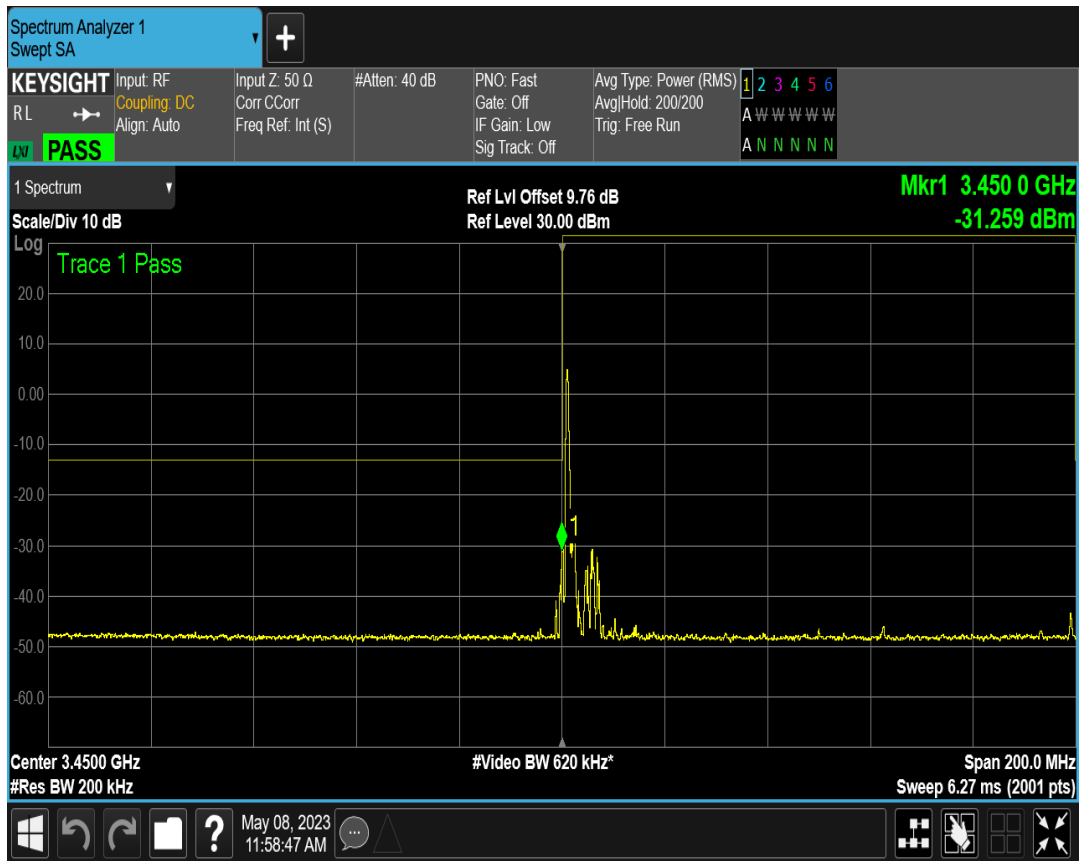 Spectrum Analyzer 1
Swept SA
+
KEYSIGHT
RL
LXI PASS
Input: RF
Coupling: DC
Align: Auto
Input Z: 50 Ω
Corr CCorr
Freq Ref: Int (S)
#Atten: 40 dB
PNO: Fast
Gate: Off
IF Gain: Low
Sig Track: Off
Avg Type: Power (RMS)
Avg|Hold: 200/200
Trig: Free Run
1 2 3 4 5 6
A W W W W W
A N N N N N
1 Spectrum
Scale/Div 10 dB
Ref Lvl Offset 9.76 dB
Ref Level 30.00 dBm
Mkr1 3.450 0 GHz
-31.259 dBm
Log
Trace 1 Pass
20.0
10.0
0.00
-10.0
-20.0
-30.0
-40.0
-50.0
-60.0
Center 3.4500 GHz
#Res BW 200 kHz
#Video BW 620 kHz*
Span 200.0 MHz
Sweep 6.27 ms (2001 pts)
?
May 08, 2023
11:58:47 AM